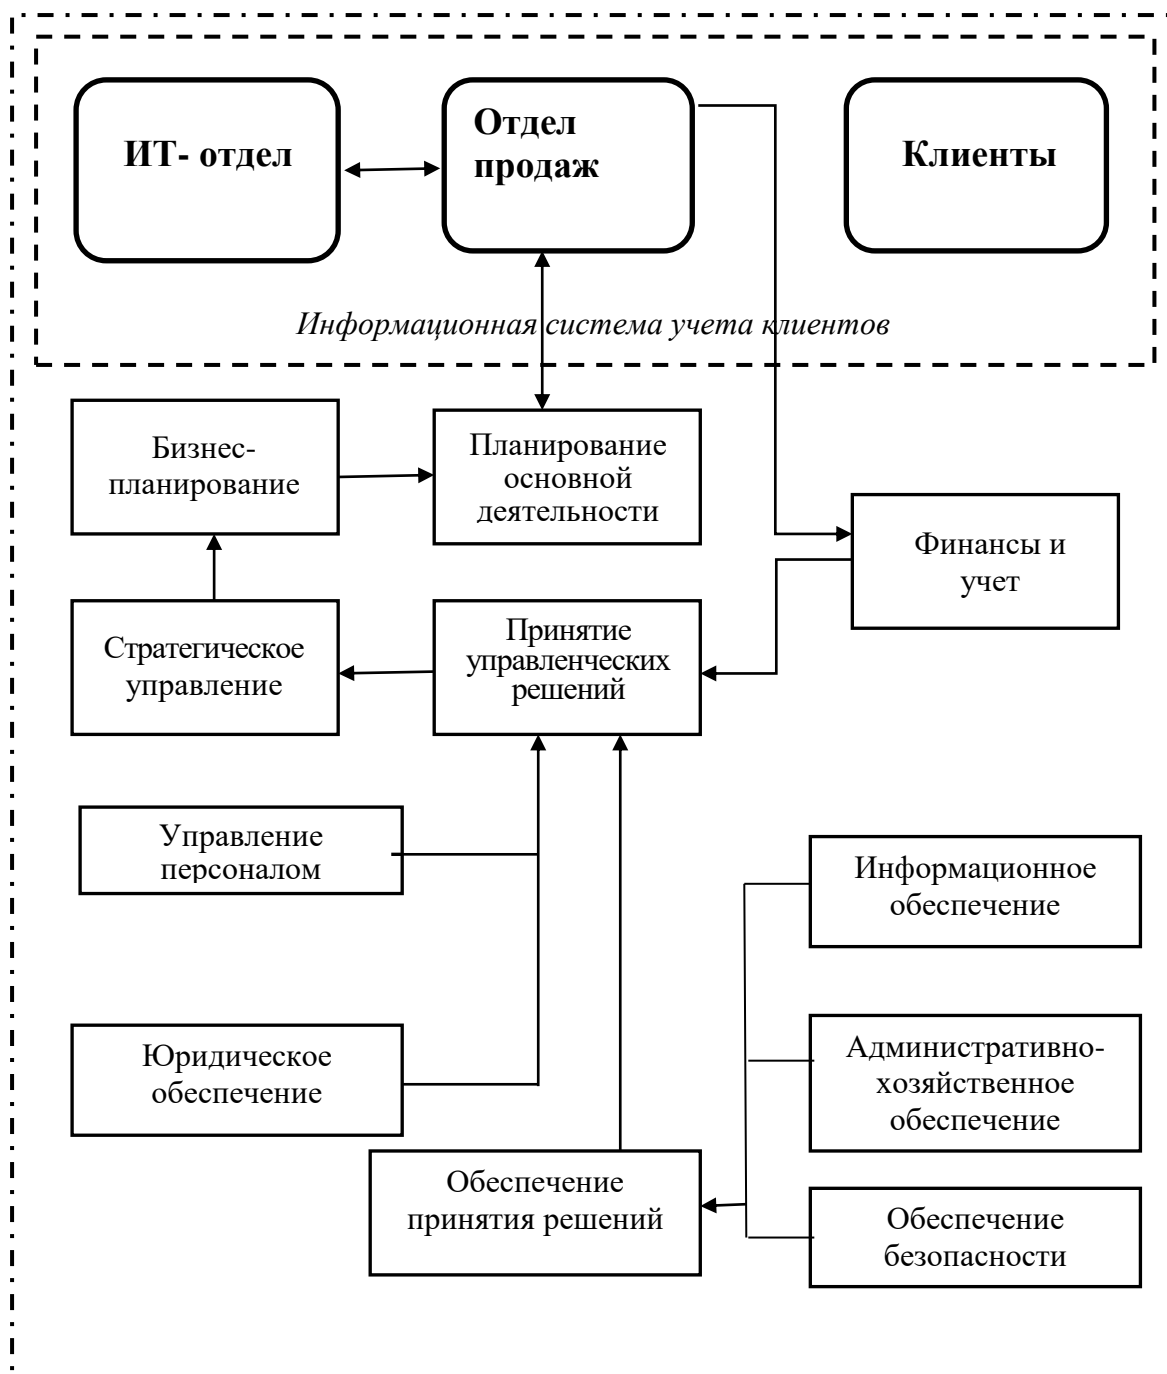 ИТ- отдел
Отдел
продаж
Клиенты
Информационная система учета клиентов
Бизнес-
планирование
Планирование
основной
деятельности
Финансы и
учет
Стратегическое
управление
Принятие
управленческих
решений
Управление
персоналом
Информационное
обеспечение
Юридическое
обеспечение
Административно-
хозяйственное
обеспечение
Обеспечение
принятия решений
Обеспечение
безопасности